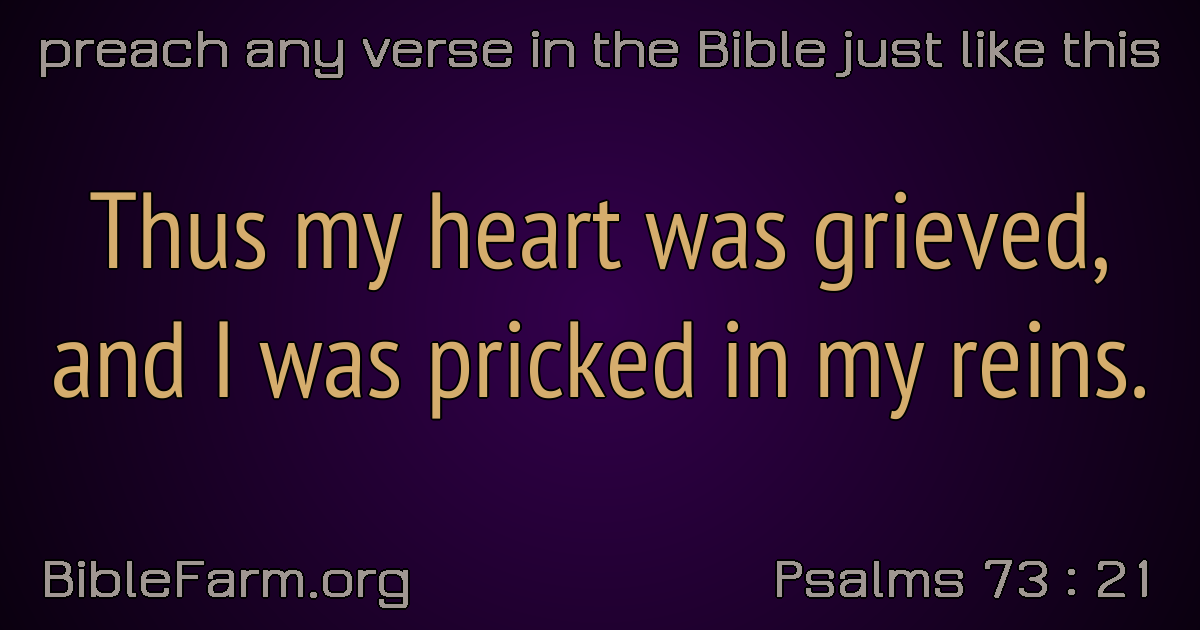 preach any verse in the Bible just like this
Thus my heart was grieved,
and I was pricked in my reins.
BibleFarm.org
Psalms 73 : 21